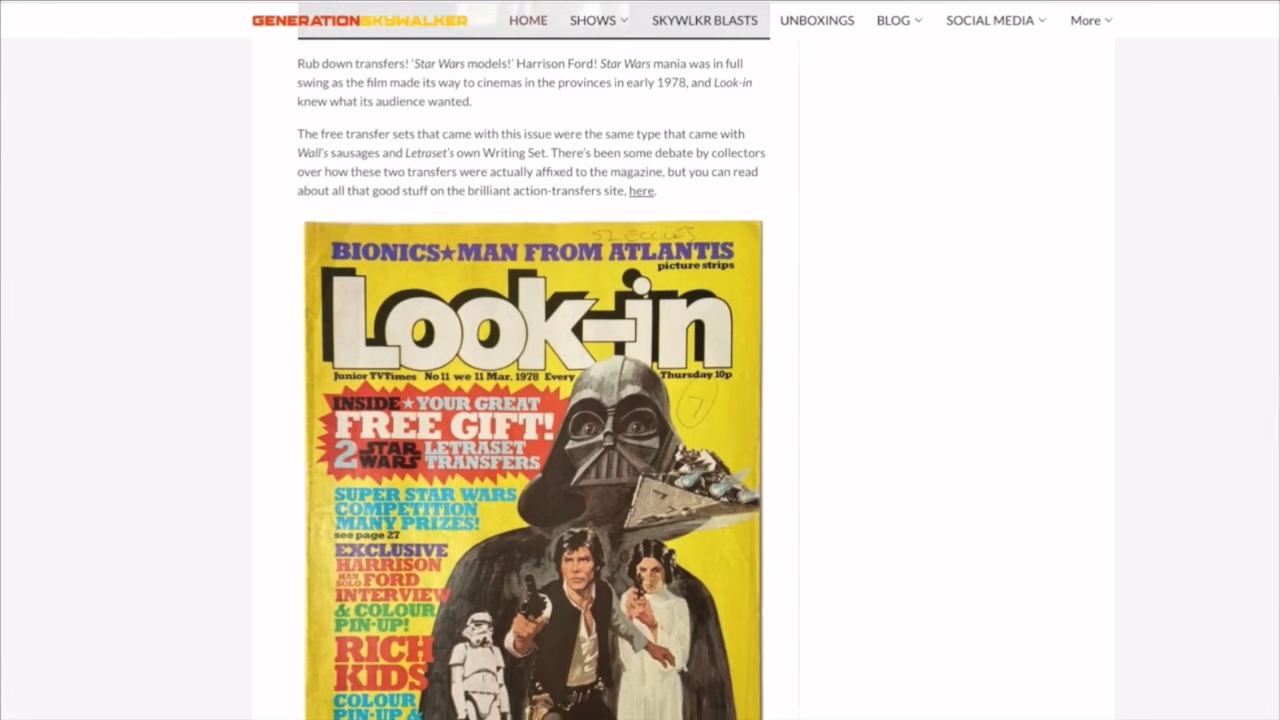 GENERATIONSKYWALKER HOME SHOWS SKYWLKR BLASTS UNBOXINGS BLOG SOCIAL MEDIA More
Rub down transfers! ‘Star Wars models!’ Harrison Ford! Star Wars mania was in full
swing as the film made its way to cinemas in the provinces in early 1978, and Look-in
knew what its audience wanted.
The free transfer sets that came with this issue were the same type that came with
Wall’s sausages and Letraset’s own Writing Set. There’s been some debate by collectors
over how these two transfers were actually affixed to the magazine, but you can read
about all that good stuff on the brilliant action-transfers site, here.
52 ECCLES
BIONICS★MAN FROM ATLANTIS
picture strips
Look-in
Junior TVTimes No 11 we 11 Mar. 1978 Every Thursday 10p
7
INSIDE★YOUR GREAT
FREE GIFT!
2 STAR WARS LETRASET
TRANSFERS
SUPER STAR WARS
COMPETITION
MANY PRIZES!
see page 27
EXCLUSIVE
HARRISON
HAN SOLO FORD
INTERVIEW
& COLOUR
PIN-UP!
RICH
KIDS
COLOUR
PIN-UP &